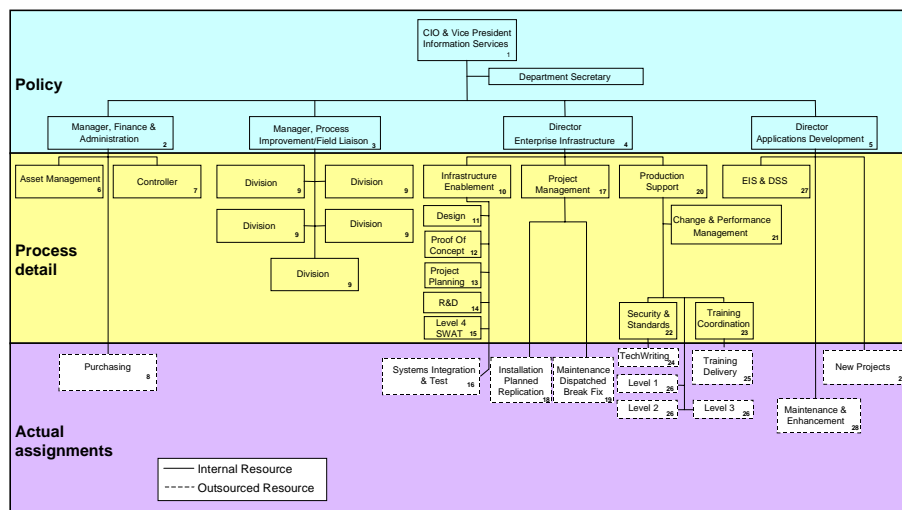 CIO & Vice President
Information Services
1
Policy
Department Secretary
Manager, Finance &
Administration
2
Manager, Process
Improvement/Field Liaison
3
Director
Enterprise Infrastructure
4
Director
Applications Development
5
Asset Management
6
Controller
7
Division
9
Division
9
Infrastructure
Enablement
10
Project
Management
17
Production
Support
20
EIS & DSS
27
Division
9
Division
9
Design
11
Change & Performance
Management
21
Process
detail
Proof Of
Concept
12
Division
9
Project
Planning
13
R&D
14
Level 4
SWAT
15
Security &
Standards
22
Training
Coordination
23
Purchasing
8
Systems Integration
& Test
16
Installation
Planned
Replication
18
Maintenance
Dispatched
Break Fix
19
TechWriting
24
Training
Delivery
25
New Projects
Level 1
26
Level 2
26
Level 3
26
Maintenance &
Enhancement
28
Actual
assignments
Internal Resource
Outsourced Resource